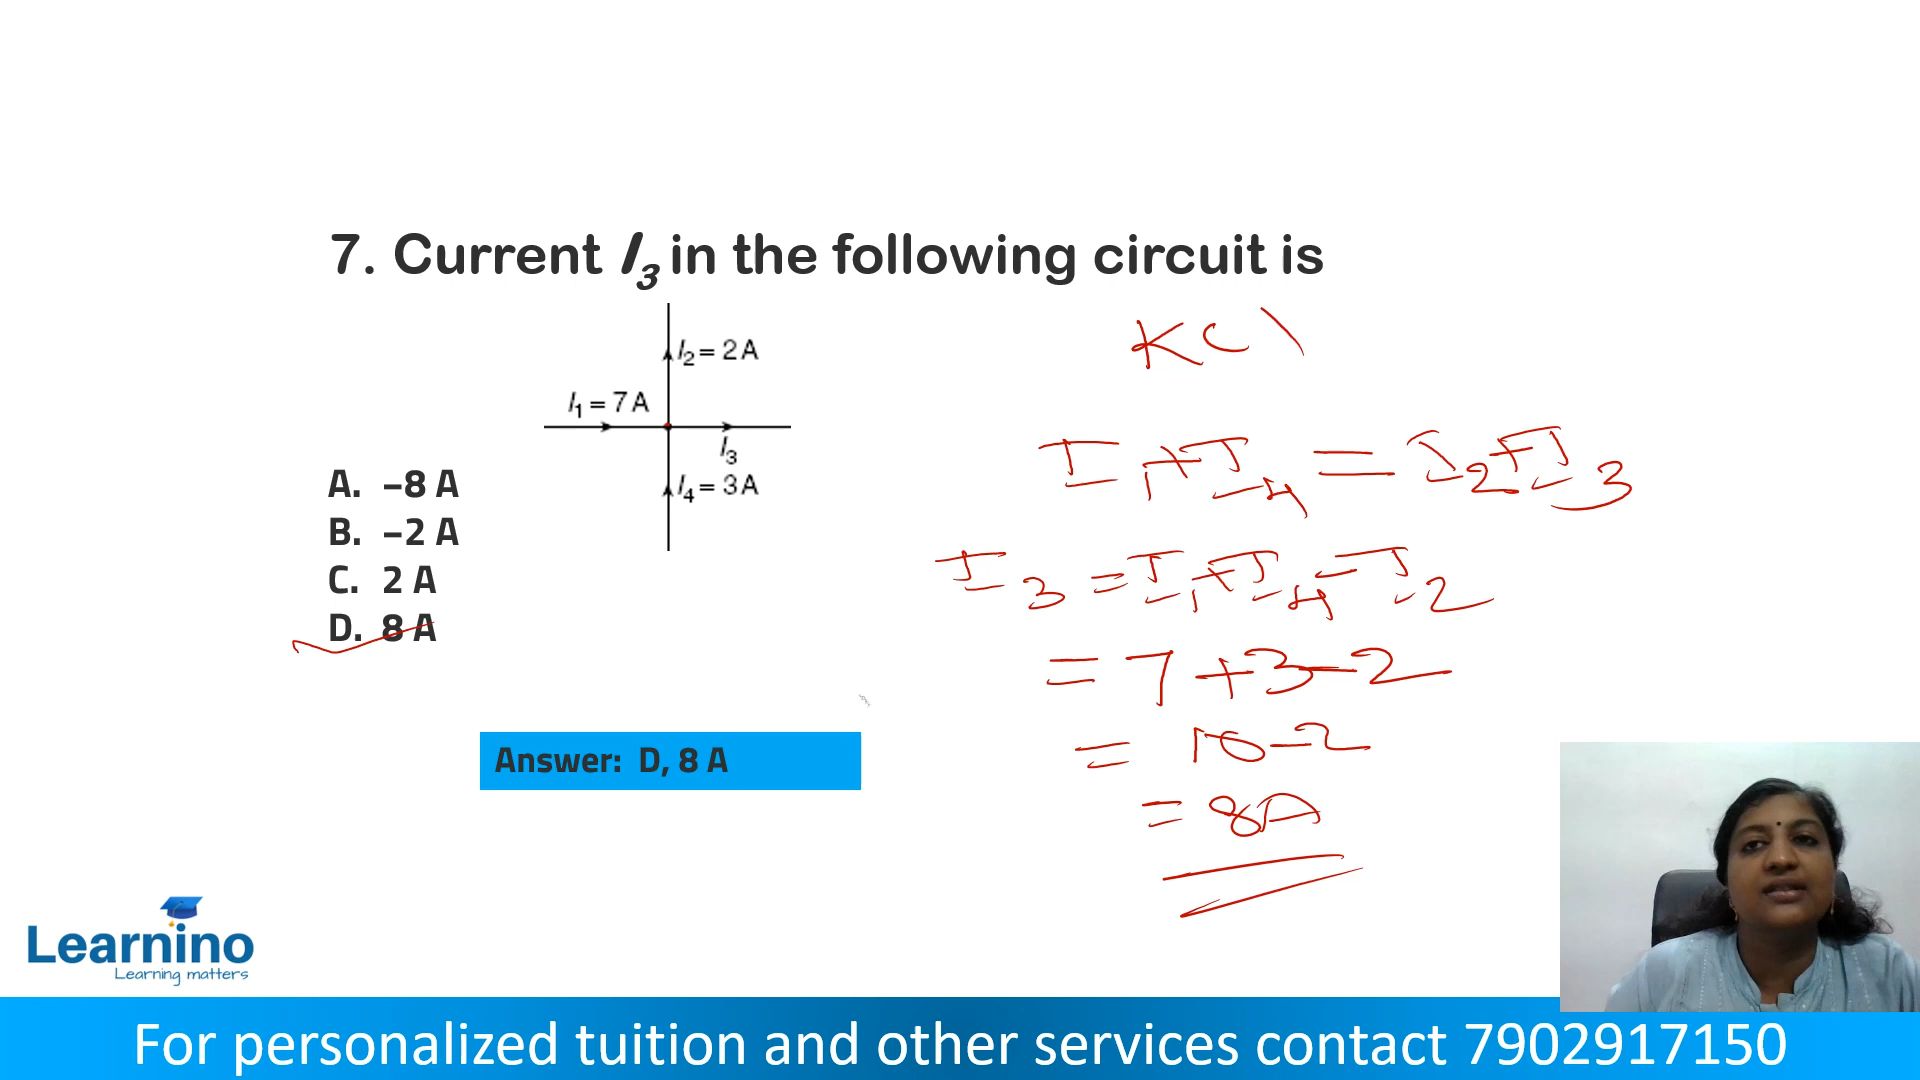 7. Current I3 in the following circuit is
I2 = 2 A
I1 = 7 A
I3
I4 = 3 A
A. –8 A
B. –2 A
C. 2 A
D. 8 A
Answer: D, 8 A
KC\
I1 + I4 = I2 + I3
I3 = I1 + I4 - I2
= 7 + 3 - 2
= 10 - 2
= 8A
Learnino
Learning matters
For personalized tuition and other services contact 7902917150